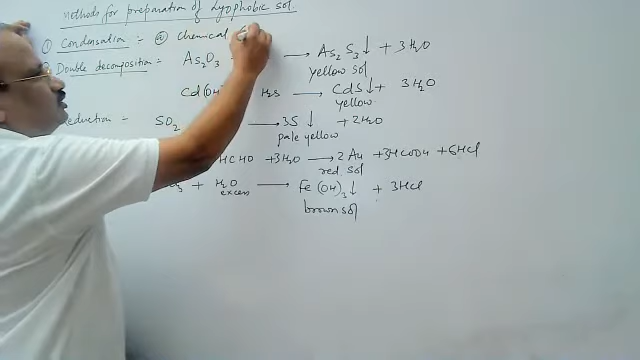 Methods for preparation of Lyophobic sol
① Condensation :- ⓐ chemical
Double decomposition :- As₂O₃ → As₂S₃↓ + 3H₂O
yellow sol
Cd(OH H₂S → CdS↓ + 3H₂O
yellow
eduction - SO₂ → 3S↓ + 2H₂O
pale yellow
HCHO + 3H₂O → 2Au + 3HCOOH + 6HCl
red sol
+ H₂O → Fe(OH)₃↓ + 3HCl
excess
brown sol